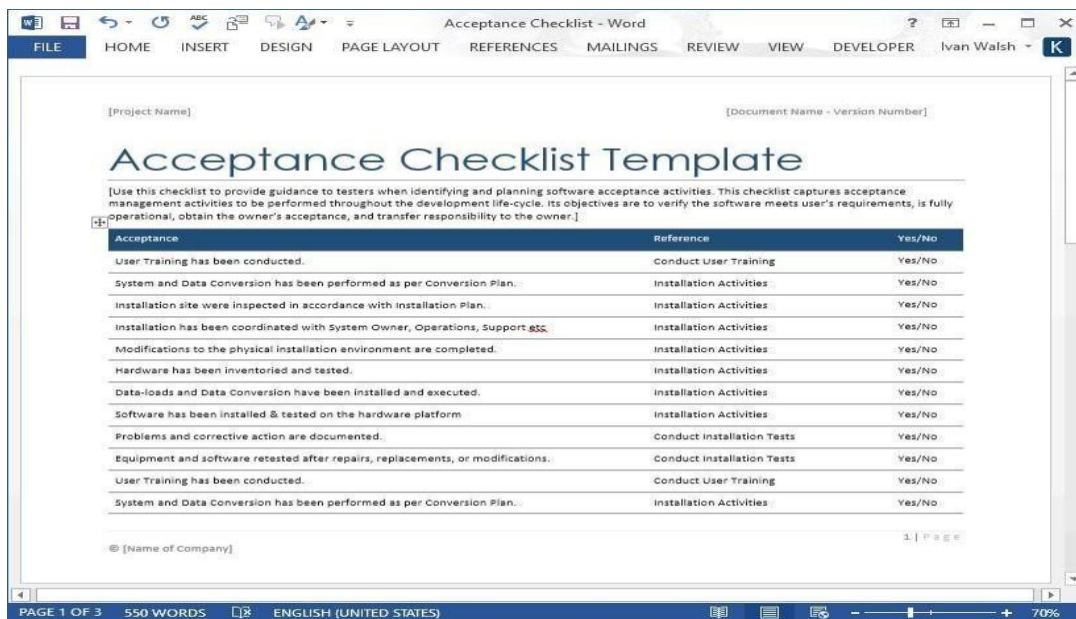 ABC
Acceptance Checklist - Word
FILE HOME INSERT DESIGN PAGE LAYOUT REFERENCES MAILINGS REVIEW VIEW DEVELOPER Ivan Walsh K
[Project Name] [Document Name - Version Number]
Acceptance Checklist Template
[Use this checklist to provide guidance to testers when identifying and planning software acceptance activities. This checklist captures acceptance
management activities to be performed throughout the development life-cycle. Its objectives are to verify the software meets user's requirements, is fully
operational, obtain the owner's acceptance, and transfer responsibility to the owner.]
Acceptance Reference Yes/No
User Training has been conducted. Conduct User Training Yes/No
System and Data Conversion has been performed as per Conversion Plan. Installation Activities Yes/No
Installation site were inspected in accordance with Installation Plan. Installation Activities Yes/No
Installation has been coordinated with System Owner, Operations, Support etc Installation Activities Yes/No
Modifications to the physical installation environment are completed. Installation Activities Yes/No
Hardware has been inventoried and tested. Installation Activities Yes/No
Data-loads and Data Conversion have been installed and executed. Installation Activities Yes/No
Software has been installed & tested on the hardware platform Installation Activities Yes/No
Problems and corrective action are documented. Conduct Installation Tests Yes/No
Equipment and software retested after repairs, replacements, or modifications. Conduct Installation Tests Yes/No
User Training has been conducted. Conduct User Training Yes/No
System and Data Conversion has been performed as per Conversion Plan. Installation Activities Yes/No
1 | Page
© [Name of Company]
PAGE 1 OF 3 550 WORDS ENGLISH (UNITED STATES) 70%